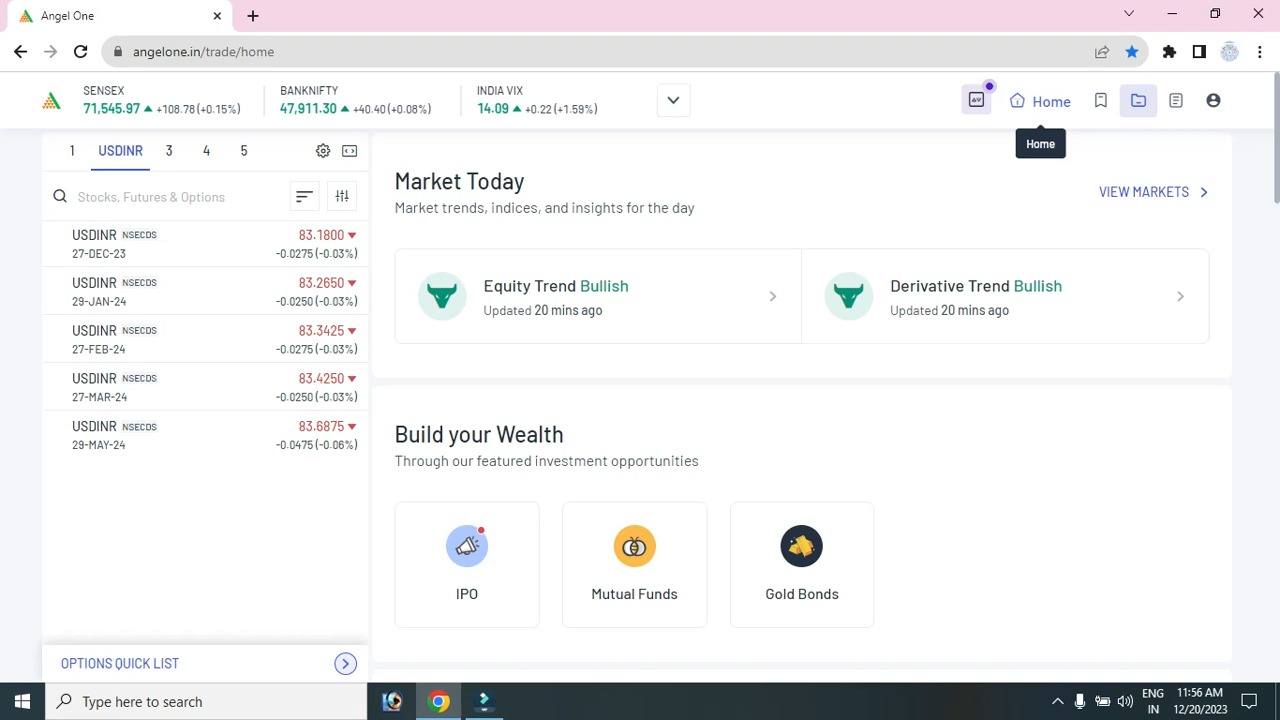 Angel One
angelone.in/trade/home
SENSEX
71,545.97 +108.78 (+0.15%)
BANKNIFTY
47,911.30 +40.40 (+0.08%)
INDIA VIX
14.09 +0.22 (+1.59%)
Home
Home
1 USDINR 3 4 5
Stocks, Futures & Options
USDINR NSECDS 83.1800
27-DEC-23 -0.0275 (-0.03%)
USDINR NSECDS 83.2650
29-JAN-24 -0.0250 (-0.03%)
USDINR NSECDS 83.3425
27-FEB-24 -0.0275 (-0.03%)
USDINR NSECDS 83.4250
27-MAR-24 -0.0250 (-0.03%)
USDINR NSECDS 83.6875
29-MAY-24 -0.0475 (-0.06%)
OPTIONS QUICK LIST
Market Today
Market trends, indices, and insights for the day
VIEW MARKETS
Equity Trend Bullish
Updated 20 mins ago
Derivative Trend Bullish
Updated 20 mins ago
Build your Wealth
Through our featured investment opportunities
IPO
Mutual Funds
Gold Bonds
Type here to search
ENG
IN
11:56 AM
12/20/2023